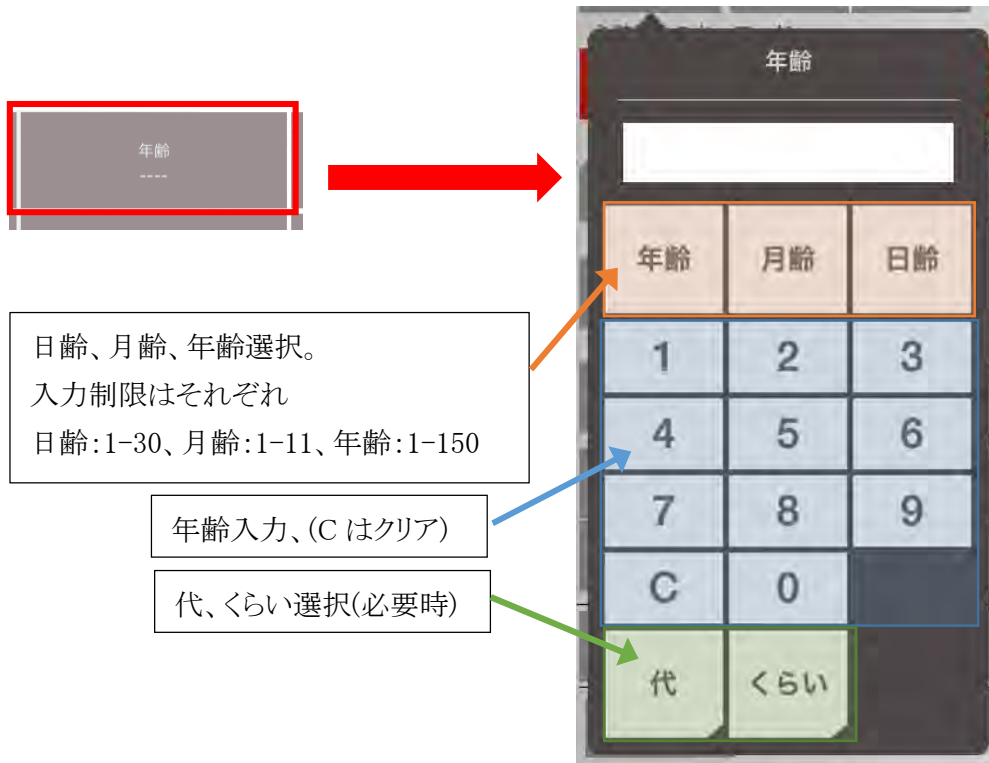 年齢
----
年齢
年齢 月齢 日齢
日齢、月齢、年齢選択。
入力制限はそれぞれ
日齢:1-30、月齢:1-11、年齢:1-150
1 2 3
4 5 6
年齢入力、(C はクリア)
7 8 9
C 0
代、くらい選択(必要時)
代 くらい